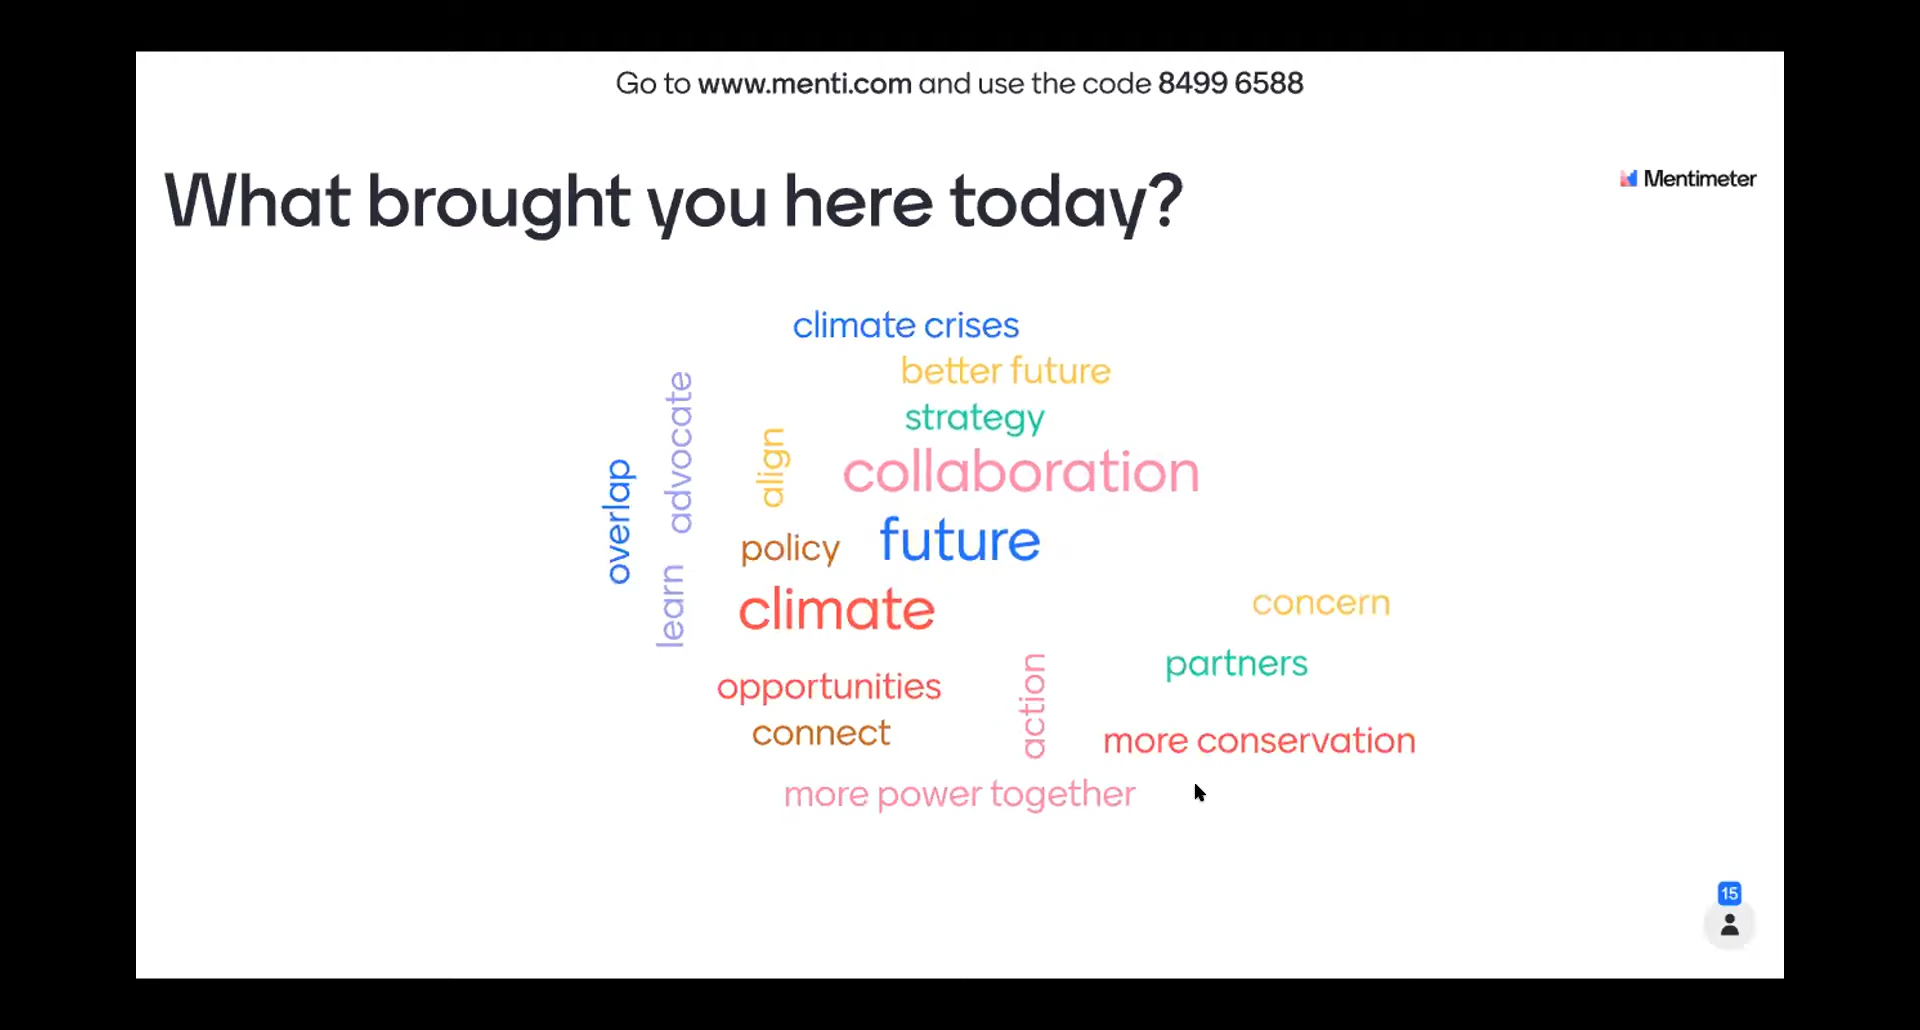 Go to www.menti.com and use the code 8499 6588
What brought you here today?
Mentimeter
climate crises
better future
strategy
advocate
align
collaboration
overlap
policy
future
learn
climate
concern
partners
opportunities
action
connect
more conservation
more power together
15